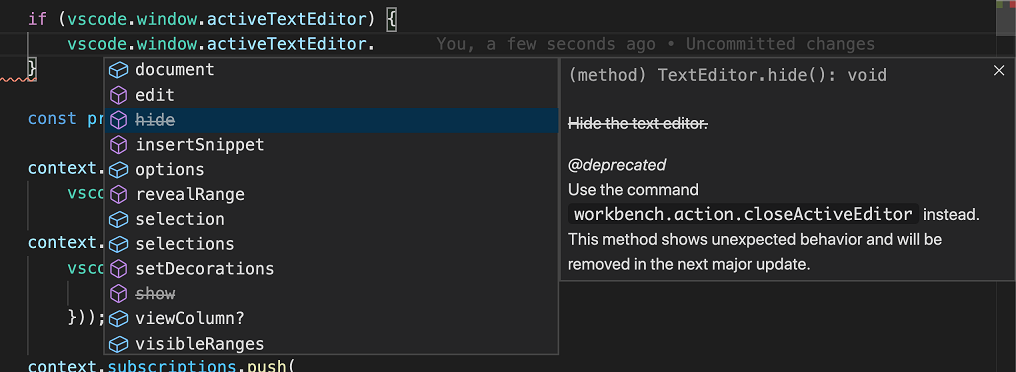 if (vscode.window.activeTextEditor) {
vscode.window.activeTextEditor. You, a few seconds ago • Uncommitted changes
}
document
edit
hide
insertSnippet
options
revealRange
selection
selections
setDecorations
show
viewColumn?
visibleRanges
(method) TextEditor.hide(): void
Hide the text editor.
@deprecated
Use the command
workbench.action.closeActiveEditor instead.
This method shows unexpected behavior and will be
removed in the next major update.
const pr
context.
vsco
context.
vsco
}));
context.subscriptions.push(